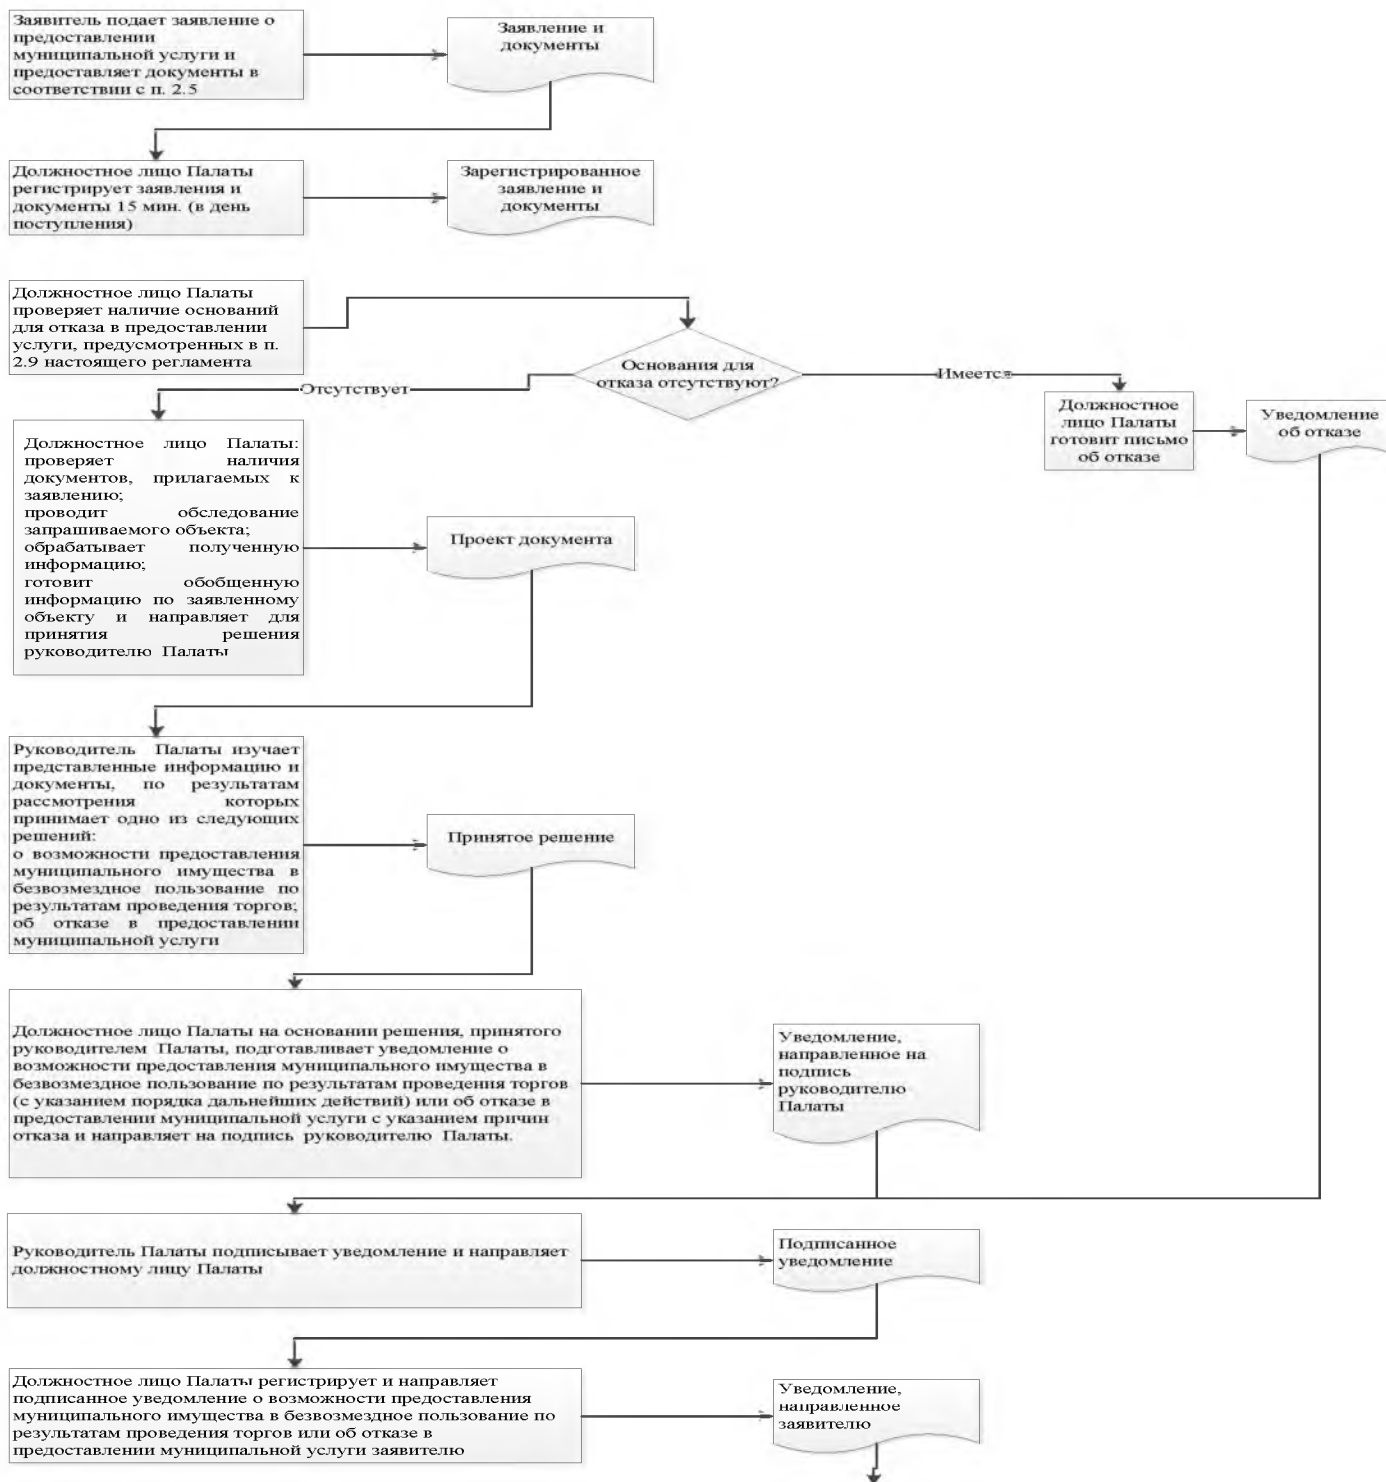 Заявитель подает заявление о
предоставлении
муниципальной услуги и
предоставляет документы в
соответствии с п. 2.5
Заявление и
документы
Должностное лицо Палаты
регистрирует заявления и
документы 15 мин. (в день
поступления)
Зарегистрированное
заявление и
документы
Должностное лицо Палаты
проверяет наличие оснований
для отказа в предоставлении
услуги, предусмотренных в п.
2.9 настоящего регламента
Основания для
отказа отсутствуют?
Отсутствует
Имеется
Должностное
лицо Палаты
готовит письмо
об отказе
Уведомление
об отказе
Должностное лицо Палаты:
проверяет наличия
документов, прилагаемых к
заявлению;
проводит обследование
запрашиваемого объекта;
обрабатывает полученную
информацию;
готовит обобщенную
информацию по заявленному
объекту и направляет для
принятия решения
руководителю Палаты
Проект документа
Руководитель Палаты изучает
представленные информацию и
документы, по результатам
рассмотрения которых
принимает одно из следующих
решений:
о возможности предоставления
муниципального имущества в
безвозмездное пользование по
результатам проведения торгов;
об отказе в предоставлении
муниципальной услуги
Принятое решение
Должностное лицо Палаты на основании решения, принятого
руководителем Палаты, подготавливает уведомление о
возможности предоставления муниципального имущества в
безвозмездное пользование по результатам проведения торгов
(с указанием порядка дальнейших действий) или об отказе в
предоставлении муниципальной услуги с указанием причин
отказа и направляет на подпись руководителю Палаты.
Уведомление,
направленное на
подпись
руководителю
Палаты
Руководитель Палаты подписывает уведомление и направляет
должностному лицу Палаты
Подписанное
уведомление
Должностное лицо Палаты регистрирует и направляет
подписанное уведомление о возможности предоставления
муниципального имущества в безвозмездное пользование по
результатам проведения торгов или об отказе в
предоставлении муниципальной услуги заявителю
Уведомление,
направленное
заявителю